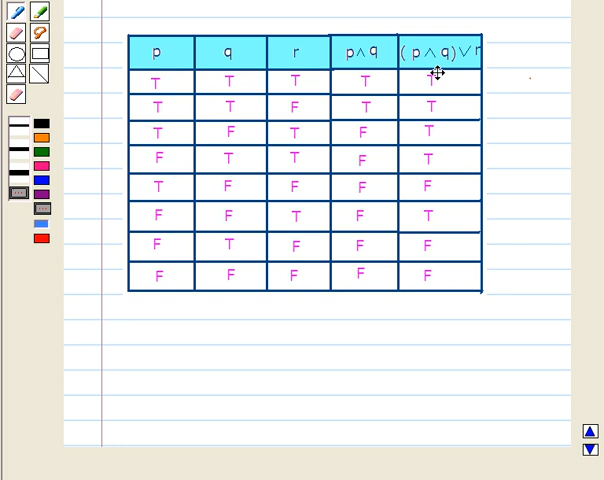 p q r p∧q (p∧q)∨r
T T T T T
T T F T T
T F T F T
F T T F T
T F F F F
F F T F T
F T F F F
F F F F F